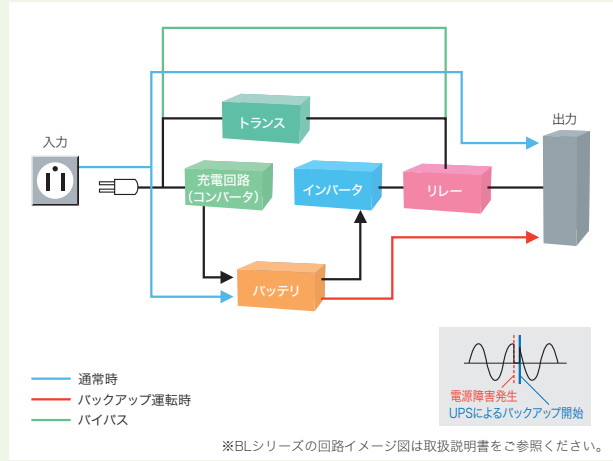 入力
トランス
出力
充電回路
(コンバータ)
インバータ
リレー
バッテリ
通常時
バックアップ運転時
バイパス
電源障害発生
UPSによるバックアップ開始
※BLシリーズの回路イメージ図は取扱説明書をご参照ください。